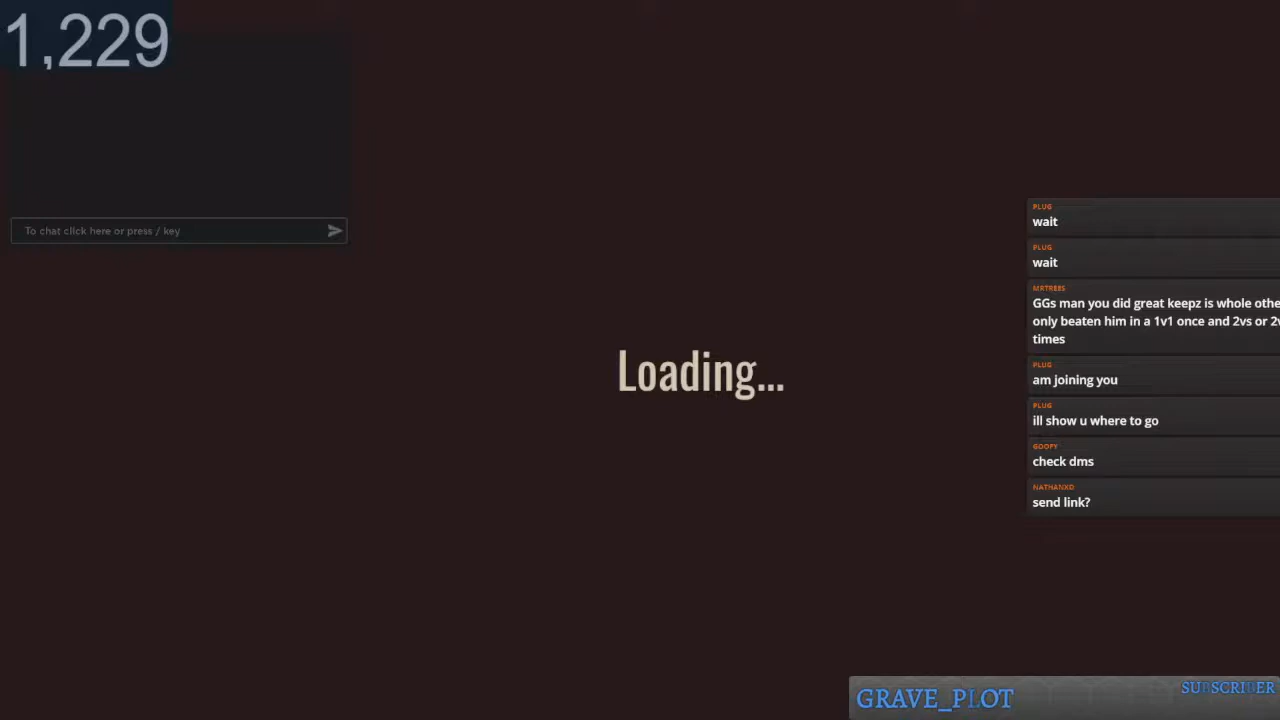 1,229
To chat click here or press / key
PLUG
wait
PLUG
wait
MRTREES
GGs man you did great keepz is whole othe
only beaten him in a 1v1 once and 2vs or 2v
times
PLUG
am joining you
PLUG
ill show u where to go
GOOFY
check dms
NATHANXD
send link?
Loading...
GRAVE_PLOT
SUBSCRIBER